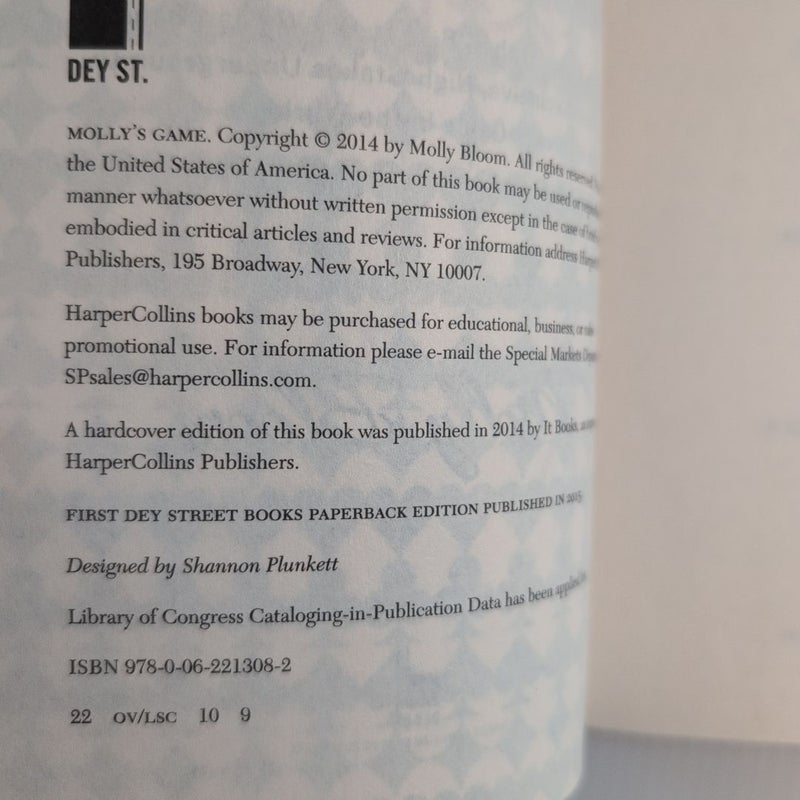 DEY ST.
MOLLY'S GAME. Copyright © 2014 by Molly Bloom. All rights reserved
the United States of America. No part of this book may be used or
manner whatsoever without written permission except in the case of
embodied in critical articles and reviews. For information address
Publishers, 195 Broadway, New York, NY 10007.
HarperCollins books may be purchased for educational, business, or
promotional use. For information please e-mail the Special Markets
SPsales@harpercollins.com.
A hardcover edition of this book was published in 2014 by It Books,
HarperCollins Publishers.
FIRST DEY STREET BOOKS PAPERBACK EDITION PUBLISHED IN 2015
Designed by Shannon Plunkett
Library of Congress Cataloging-in-Publication Data has been applied
ISBN 978-0-06-221308-2
22 OV/LSC 10 9